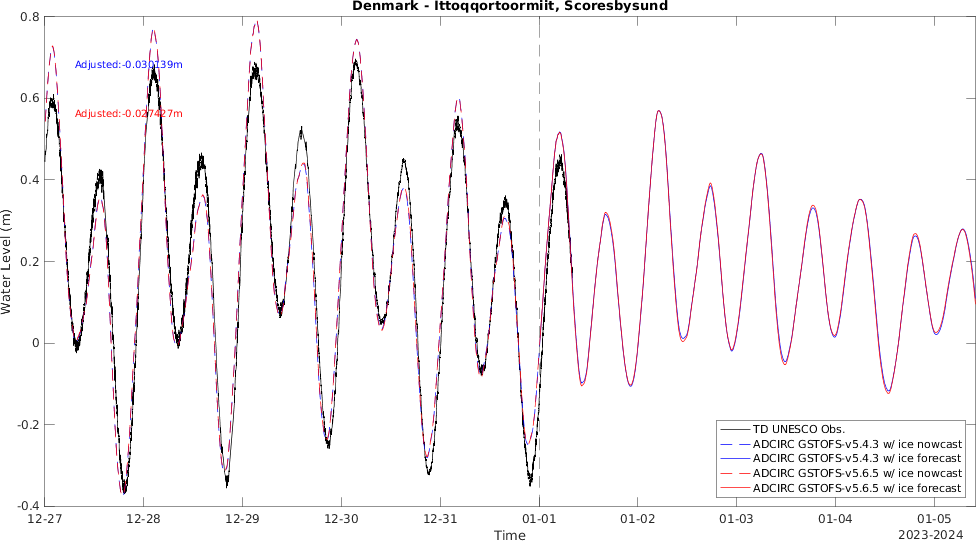 Denmark - Ittoqqortoormiit, Scoresbysund
0.8
0.6
0.4
0.2
0
-0.2
-0.4
Water Level (m)
Adjusted:-0.030139m
Adjusted:-0.027427m
TD UNESCO Obs.
ADCIRC GSTOFS-v5.4.3 w/ ice nowcast
ADCIRC GSTOFS-v5.4.3 w/ ice forecast
ADCIRC GSTOFS-v5.6.5 w/ ice nowcast
ADCIRC GSTOFS-v5.6.5 w/ ice forecast
12-27 12-28 12-29 12-30 12-31 01-01 01-02 01-03 01-04 01-05
Time
2023-2024